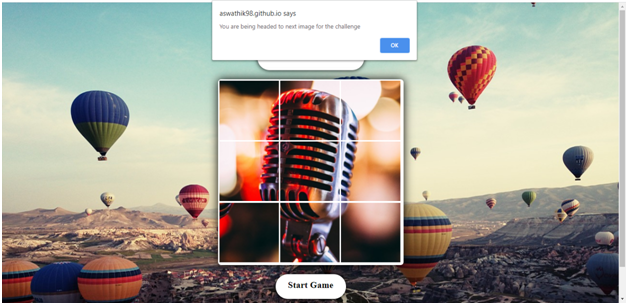 aswathik98.github.io says
You are being headed to next image for the challenge
OK
Start Game